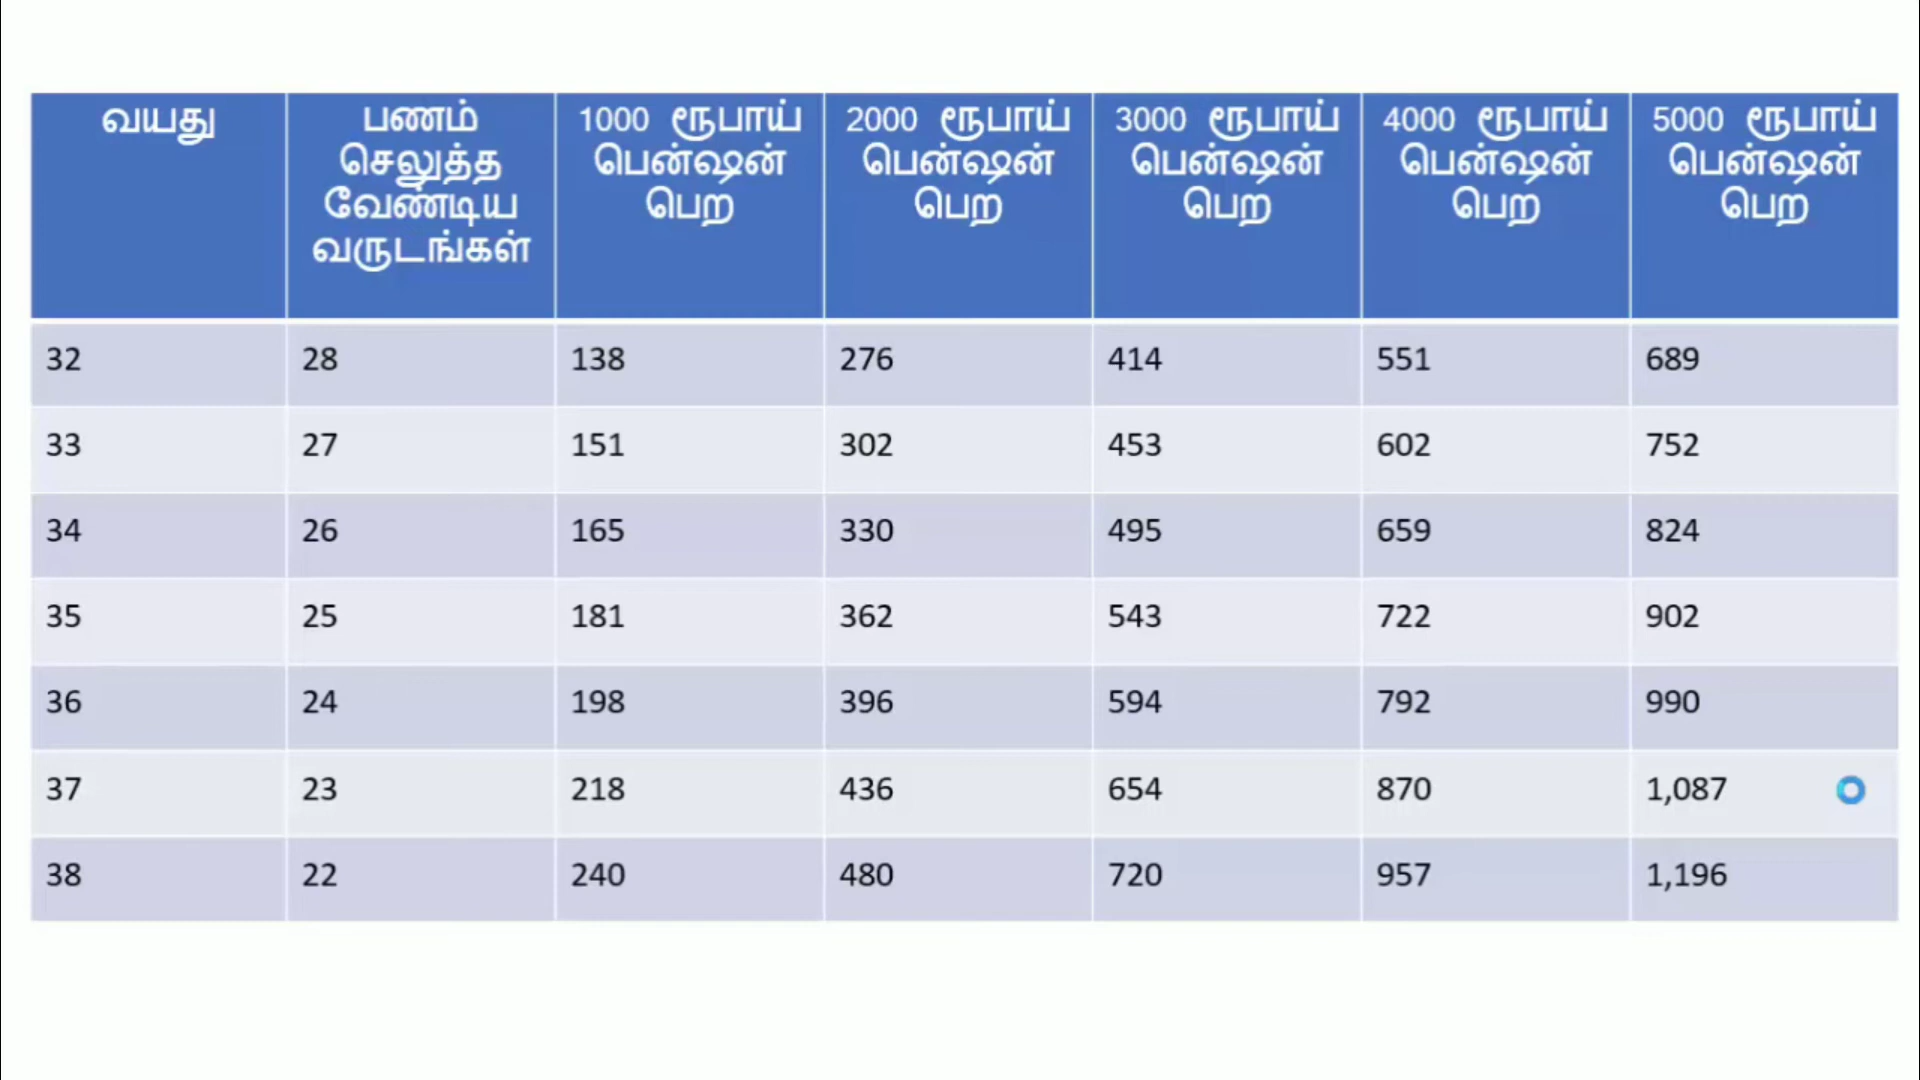 வயது
பணம்
செலுத்த
வேண்டிய
வருடங்கள்
1000 ரூபாய்
பென்ஷன்
பெற
2000 ரூபாய்
பென்ஷன்
பெற
3000 ரூபாய்
பென்ஷன்
பெற
4000 ரூபாய்
பென்ஷன்
பெற
5000 ரூபாய்
பென்ஷன்
பெற
32 28 138 276 414 551 689
33 27 151 302 453 602 752
34 26 165 330 495 659 824
35 25 181 362 543 722 902
36 24 198 396 594 792 990
37 23 218 436 654 870 1,087
38 22 240 480 720 957 1,196